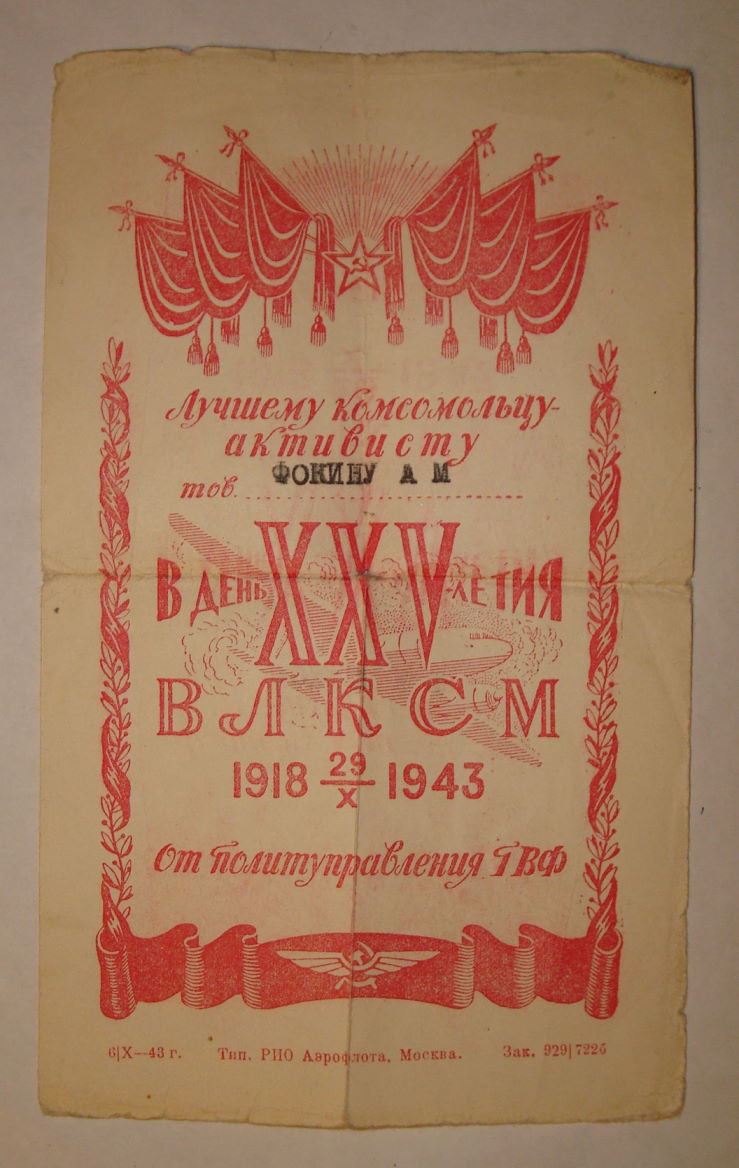 Лучшему комсомольцу-
активисту
тов. ФОКИНУ А М
В ДЕНЬ XXV-ЛЕТИЯ
ВЛКСМ
1918 29/X 1943
От политуправления ГВФ
6|X—43 г. Тип. РИО Аэрофлота, Москва. Зак. 929|7226